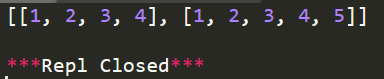 [[1, 2, 3, 4], [1, 2, 3, 4, 5]]
***Repl Closed***